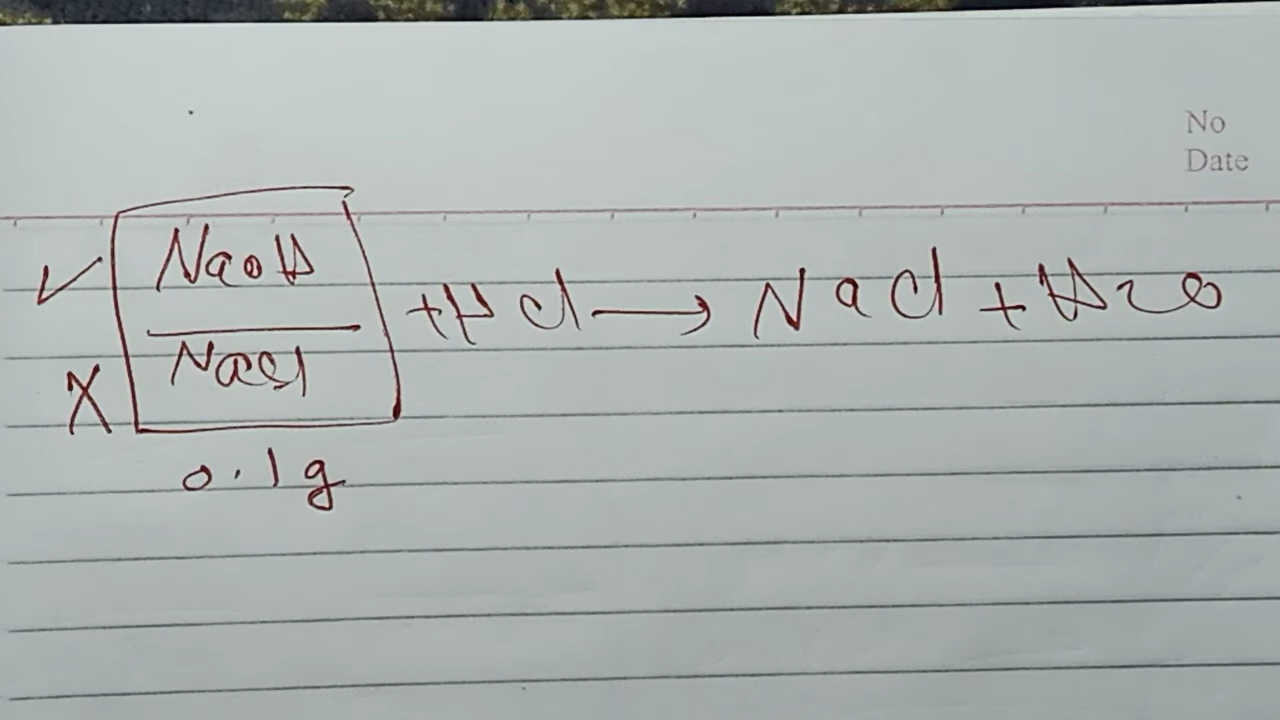 No
Date
✓ NaOH
+ HCl → NaCl + H2O
X NaCl
0.1g